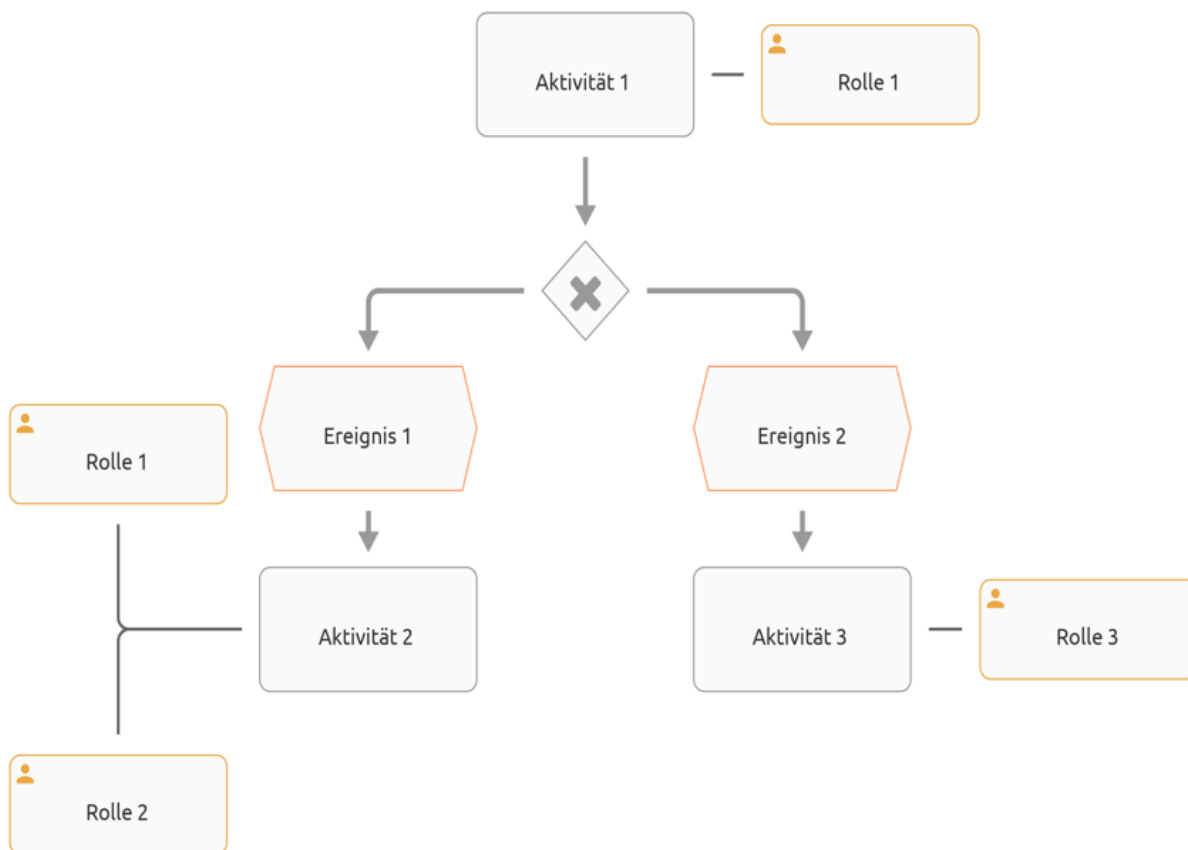 Aktivität 1
Rolle 1
Ereignis 1
Ereignis 2
Rolle 1
Aktivität 2
Aktivität 3
Rolle 3
Rolle 2